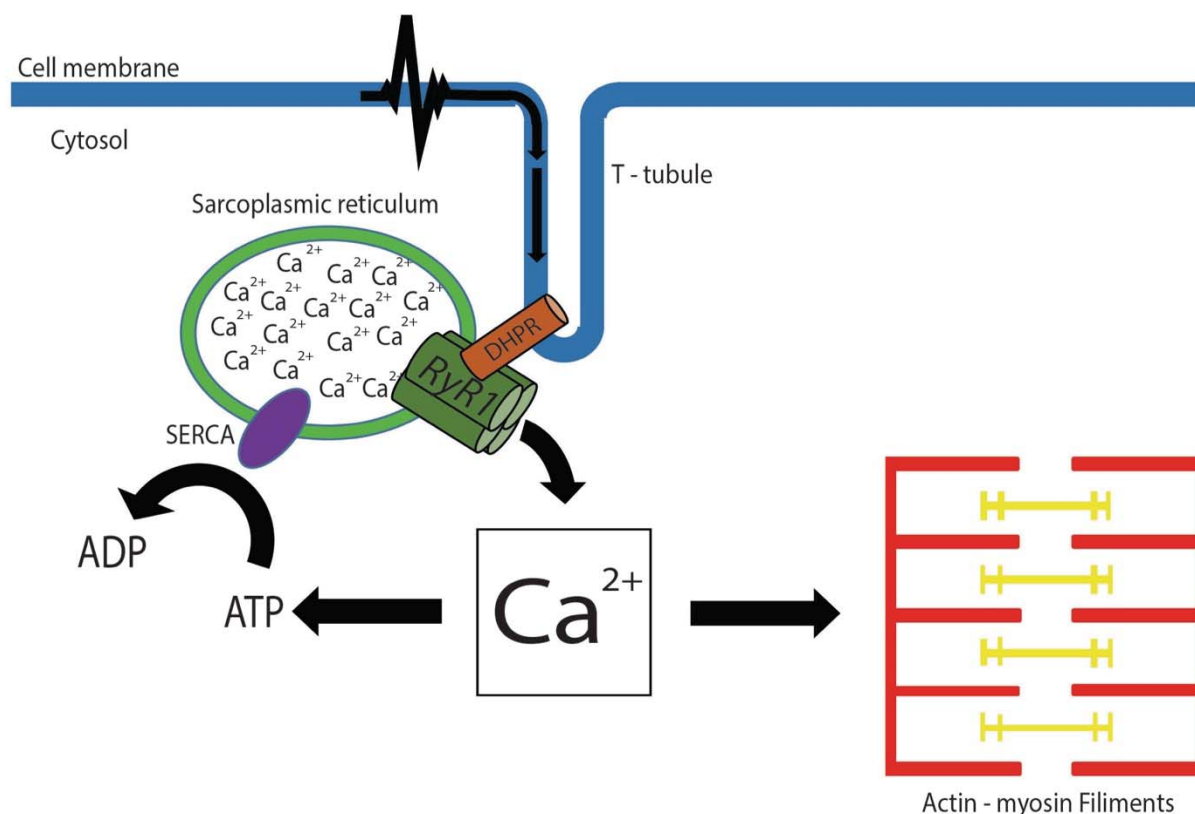 Cell membrane
Cytosol
T - tubule
Sarcoplasmic reticulum
Ca2+
Ca2+ Ca2+
Ca2+ Ca2+ Ca2+ Ca2+ Ca2+
Ca2+ Ca2+ Ca2+ Ca2+
Ca2+ Ca2+
Ca2+Ca2+
DHPR
RyR1
SERCA
ADP
ATP
Ca2+
Actin - myosin Filiments